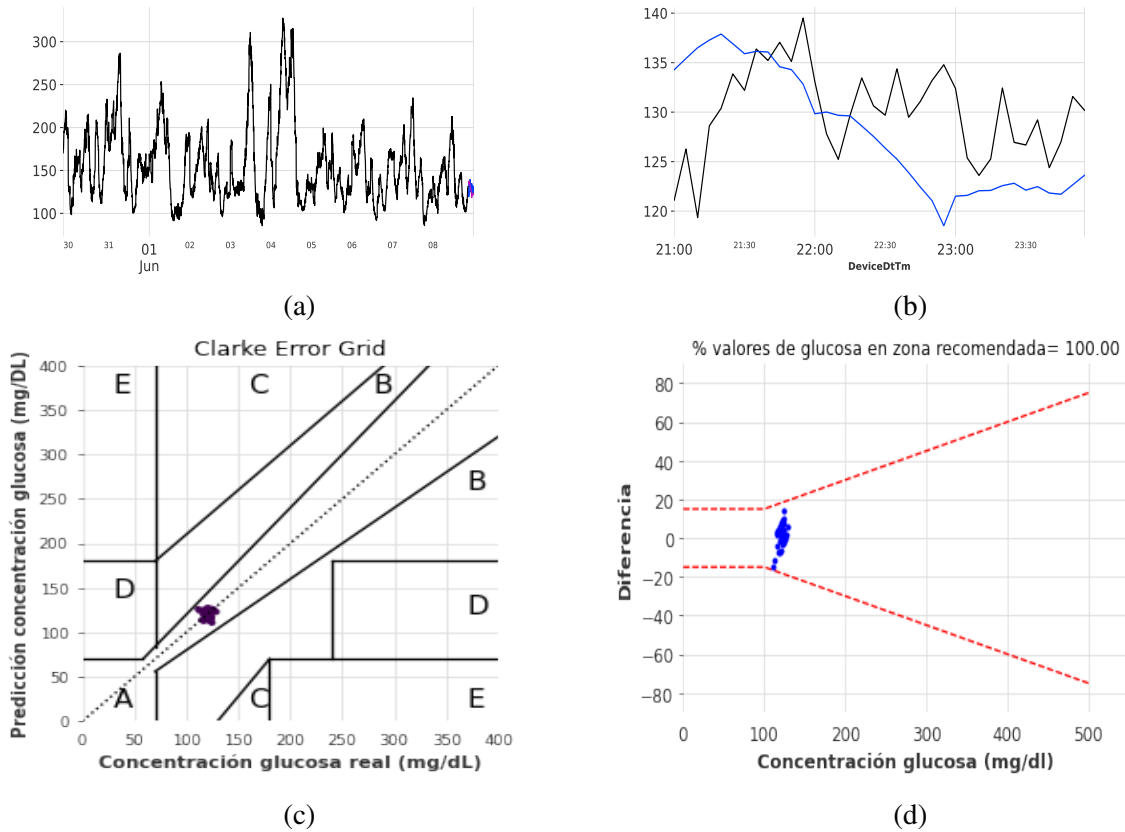 300
250
200
150
100
30 31 01 02 03 04 05 06 07 08
Jun
(a)
140
135
130
125
120
21:00 21:30 22:00 22:30 23:00 23:30
DeviceDtTm
(b)
Clarke Error Grid
Predicción concentración glucosa (mg/DL)
400
350
300
250
200
150
100
50
0
E C B
B
D
D
A C E
0 50 100 150 200 250 300 350 400
Concentración glucosa real (mg/dL)
(c)
% valores de glucosa en zona recomendada= 100.00
Diferencia
80
60
40
20
0
−20
−40
−60
−80
0 100 200 300 400 500
Concentración glucosa (mg/dl)
(d)